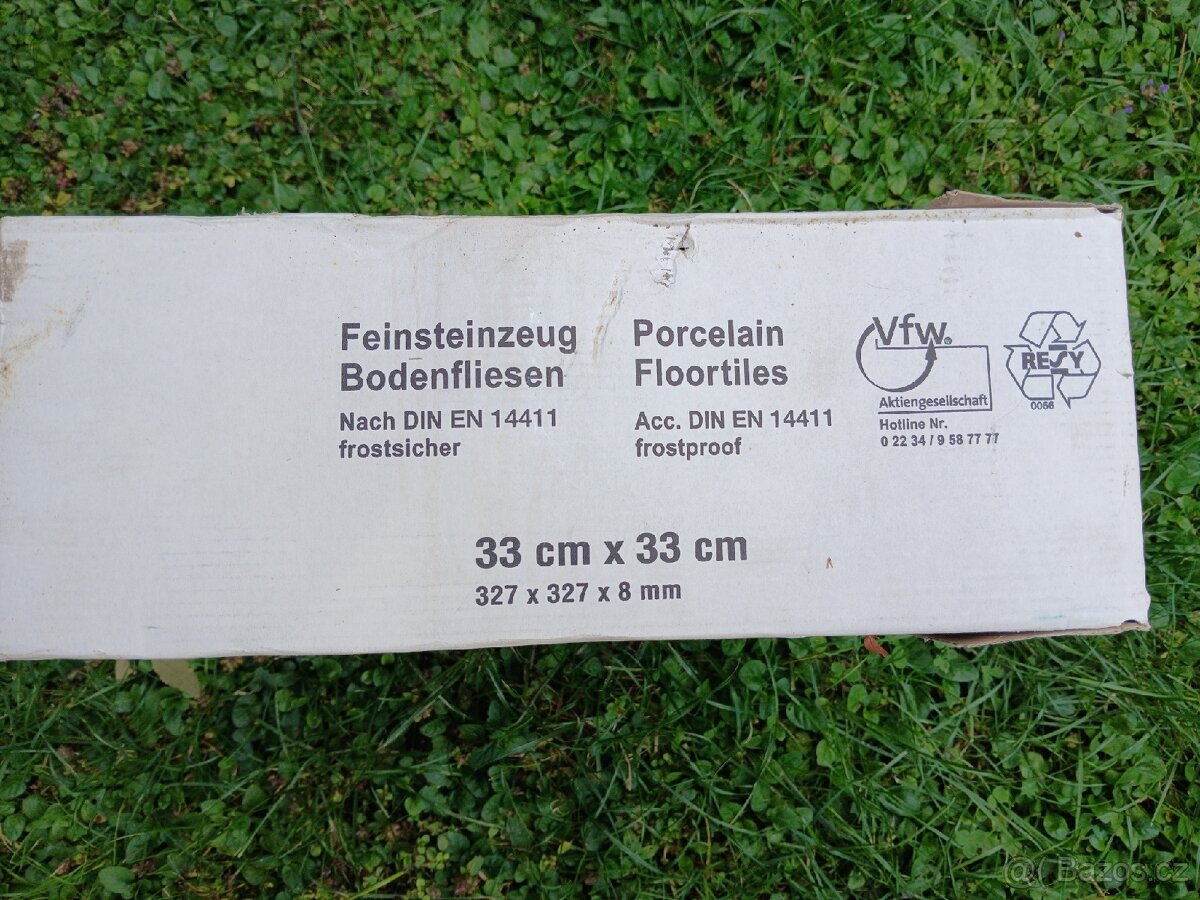 Feinsteinzeug
Bodenfliesen
Nach DIN EN 14411
frostsicher
Porcelain
Floortiles
Acc. DIN EN 14411
frostproof
Vfw®
Aktiengesellschaft
Hotline Nr.
0 22 34 / 9 58 77 77
RESY
0056
33 cm x 33 cm
327 x 327 x 8 mm
Bazos.cz